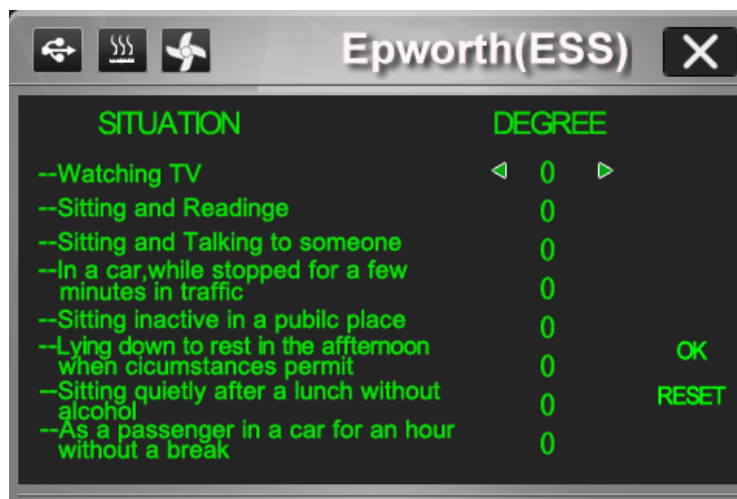 Epworth(ESS)
SITUATION DEGREE
--Watching TV 0
--Sitting and Readinge 0
--Sitting and Talking to someone 0
--In a car,while stopped for a few
minutes in traffic 0
--Sitting inactive in a pubilc place 0
--Lying down to rest in the affternoon
when cicumstances permit 0
OK
--Sitting quietly after a lunch without
alcohol 0
RESET
--As a passenger in a car for an hour
without a break 0